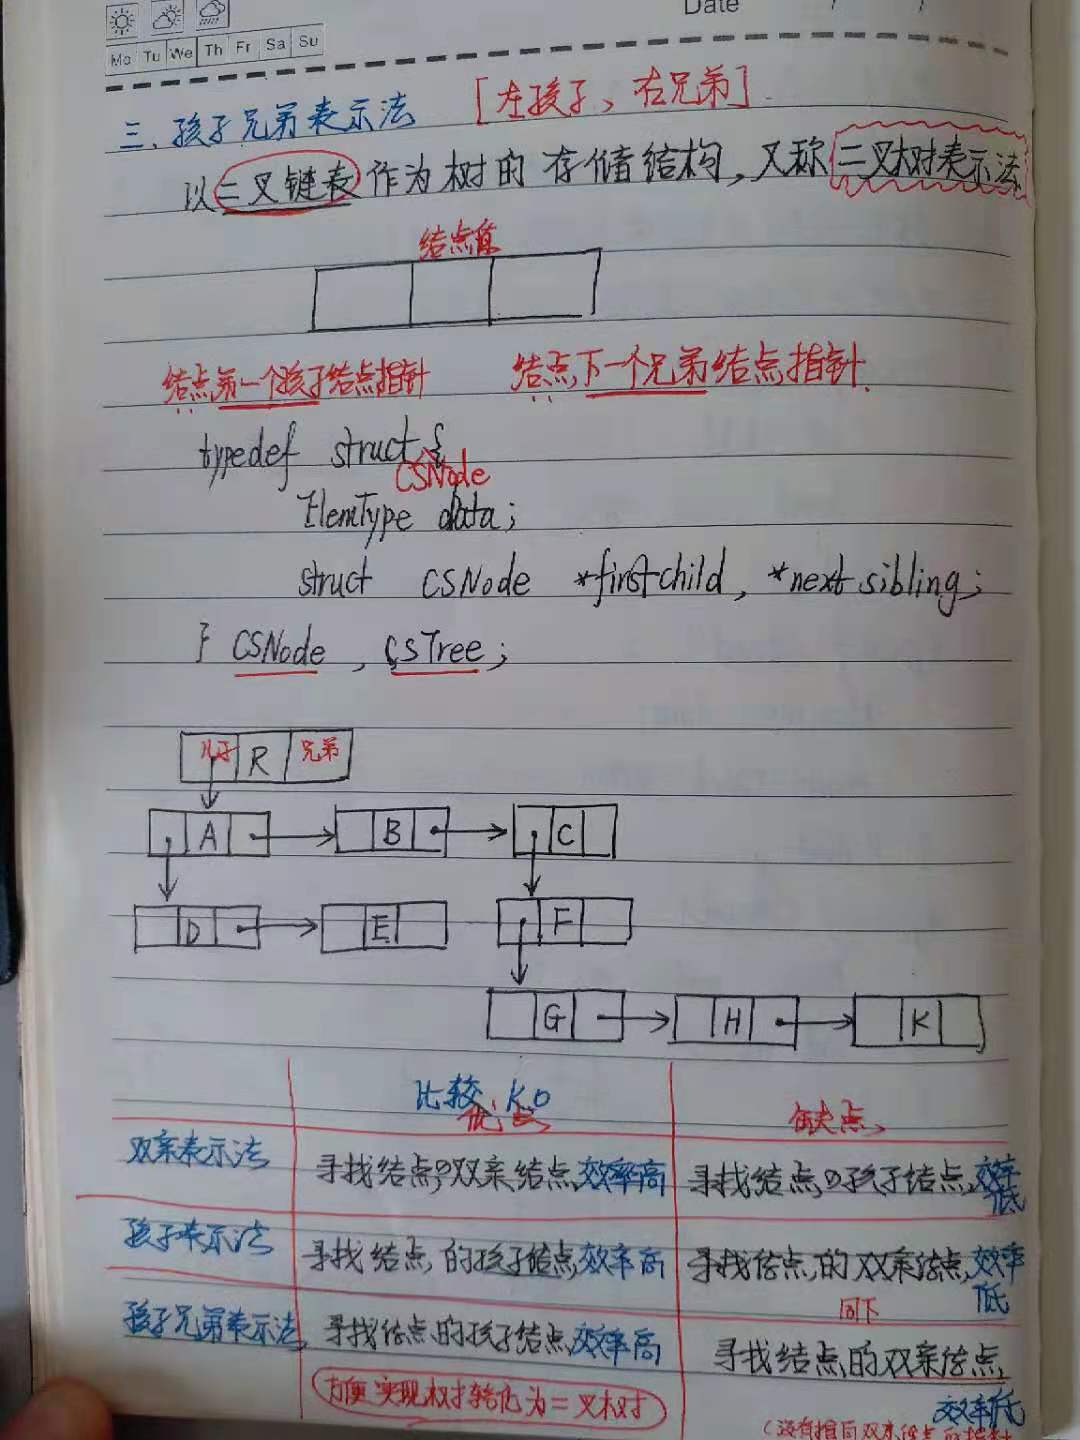 Date / /
Mo Tu We Th Fr Sa Su
三、孩子兄弟表示法 [左孩子、右兄弟]
以二叉链表作为树的存储结构,又称二叉树表示法
结点值
结点第一个孩子结点指针 结点下一个兄弟结点指针
typedef struct {
CSNode
ElemType data;
struct CSNode *firstchild, *nextsibling;
} CSNode, CSTree;
儿子 R 兄弟
A B C
D E F
G H K
比较 KO
优点 缺点
双亲表示法 寻找结点的双亲结点效率高 寻找结点的孩子结点,效率低
孩子表示法 寻找结点的孩子结点效率高 寻找结点的双亲结点,效率低
同下
孩子兄弟表示法 寻找结点的孩子结点效率高 寻找结点的双亲结点
方便实现树转化为二叉树 效率低
(没有指向双亲结点的指针